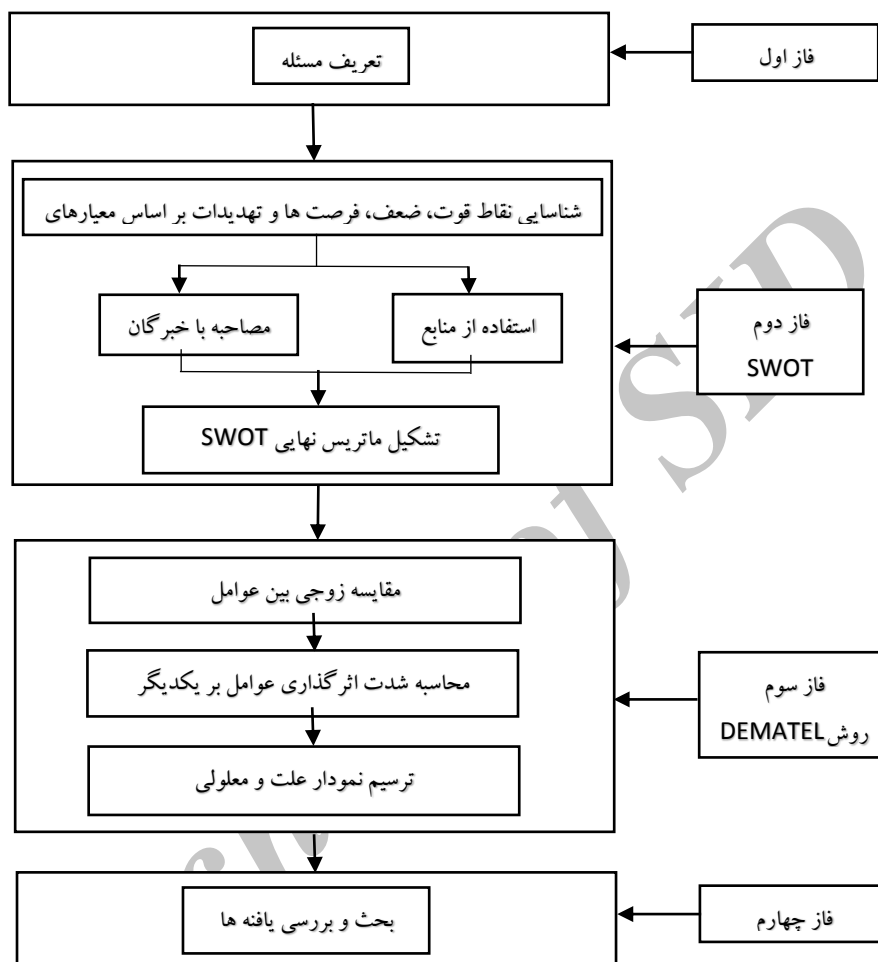 فاز اول
تعریف مسئله
شناسایی نقاط قوت، ضعف، فرصت ها و تهدیدات بر اساس معیارهای
فاز دوم
SWOT
استفاده از منابع
مصاحبه با خبرگان
تشکیل ماتریس نهایی SWOT
فاز سوم
روش DEMATEL
مقایسه زوجی بین عوامل
محاسبه شدت اثرگذاری عوامل بر یکدیگر
ترسیم نمودار علت و معلولی
فاز چهارم
بحث و بررسی یافته ها
of SID